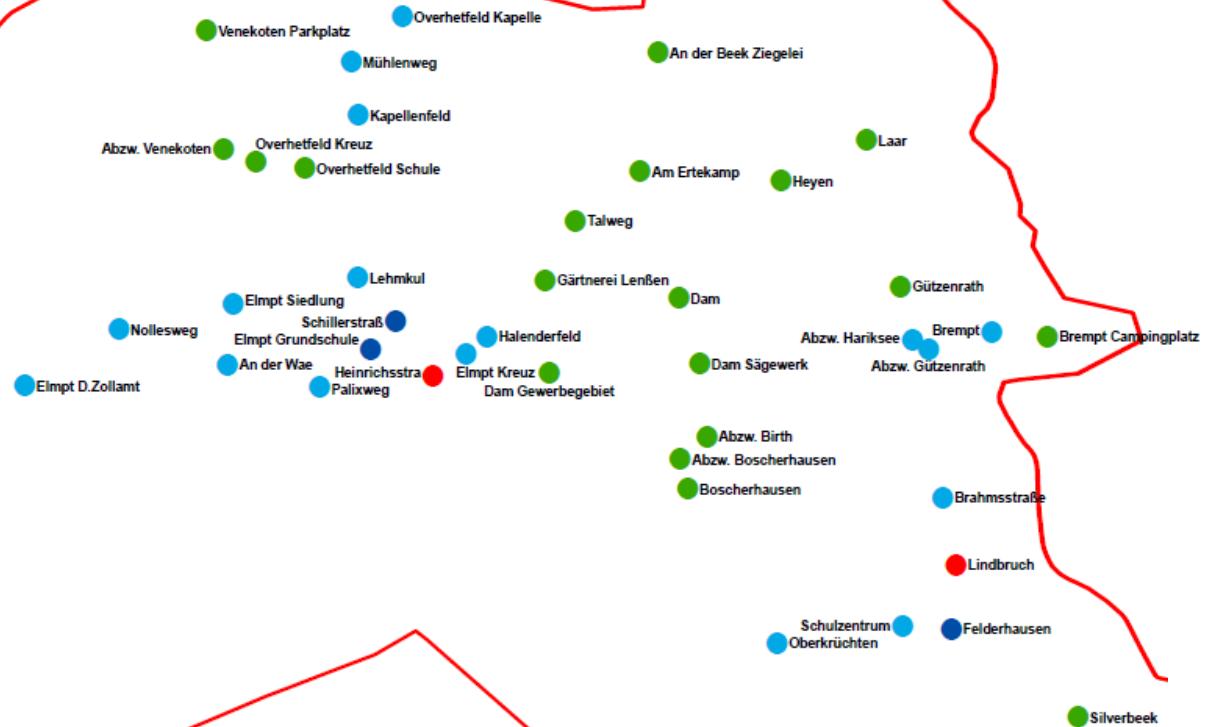 Overhetfeld Kapelle
Venekoten Parkplatz
An der Beek Ziegelei
Mühlenweg
Kapellenfeld
Laar
Abzw. Venekoten
Overhetfeld Kreuz
Overhetfeld Schule
Am Ertekamp
Heyen
Talweg
Lehmkul
Gärtnerei Lenßen
Gützenrath
Elmpt Siedlung
Dam
Schillerstraß
Nollesweg
Elmpt Grundschule
Halenderfeld
Abzw. Hariksee
Brempt
Brempt Campingplatz
An der Wae
Heinrichsstra
Elmpt Kreuz
Dam Sägewerk
Abzw. Gützenrath
Elmpt D.Zollamt
Palixweg
Dam Gewerbegebiet
Abzw. Birth
Abzw. Boscherhausen
Boscherhausen
Brahmsstraße
Lindbruch
Schulzentrum
Felderhausen
Oberkrüchten
Silverbeek